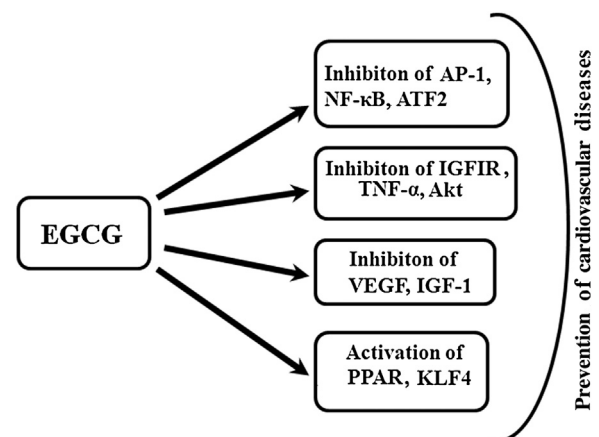 EGCG
Inhibiton of AP-1,
NF-κB, ATF2
Inhibiton of IGFIR,
TNF-α, Akt
Inhibiton of
VEGF, IGF-1
Activation of
PPAR, KLF4
Prevention of cardiovascular diseases